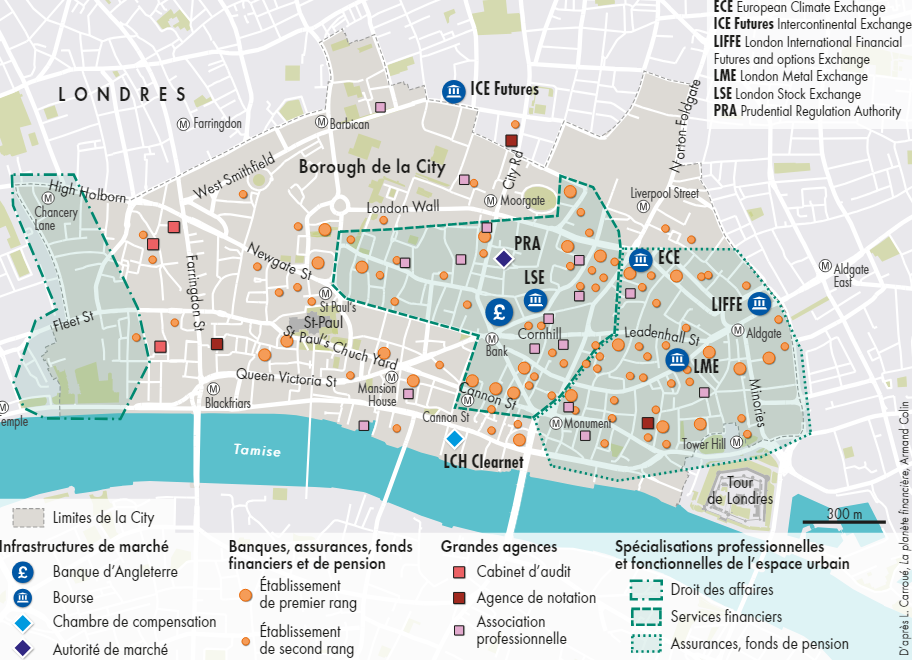 ECE European Climate Exchange
ICE Futures Intercontinental Exchange
LIFFE London International Financial
Futures and options Exchange
LME London Metal Exchange
LSE London Stock Exchange
PRA Prudential Regulation Authority
LONDRES
ICE Futures
M Farringdon
M Barbican
Norton Foldgate
City Rd
Borough de la City
West Smithfield
High Holborn
M
Chancery
Lane
London Wall
M Moorgate
Liverpool Street
M
PRA
ECE
M Aldgate
East
Newgate St
Farringdon St
LSE
LIFFE
M
St Paul's
St-Paul
£
Fleet St
St Paul's Chuch Yard
Cornhill
M
Bank
Leadenhall St
M
Aldgate
LME
Queen Victoria St
M
Mansion
House
M
Blackfriars
Cannon St
M
Cannon St
Minories
M
Temple
M Monument
Tower Hill M
LCH Clearnet
Tamise
Tour
de Londres
300 m
Limites de la City
Infrastructures de marché
£ Banque d'Angleterre
Bourse
Chambre de compensation
Autorité de marché
Banques, assurances, fonds
financiers et de pension
Établissement
de premier rang
Établissement
de second rang
Grandes agences
Cabinet d'audit
Agence de notation
Association
professionnelle
Spécialisations professionnelles
et fonctionnelles de l'espace urbain
Droit des affaires
Services financiers
Assurances, fonds de pension
D'après L. Carroué, La planète financière, Armand Colin